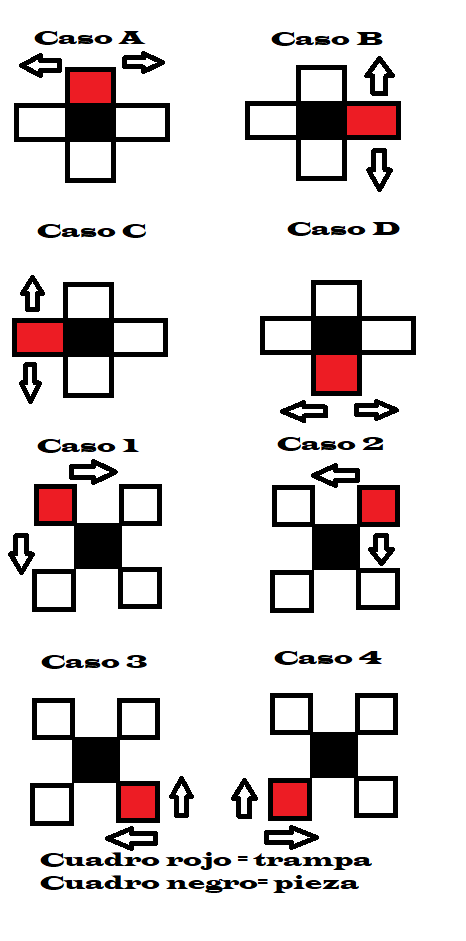 Caso A
Caso B
Caso C
Caso D
Caso 1
Caso 2
Caso 3
Caso 4
Cuadro rojo = trampa
Cuadro negro= pieza